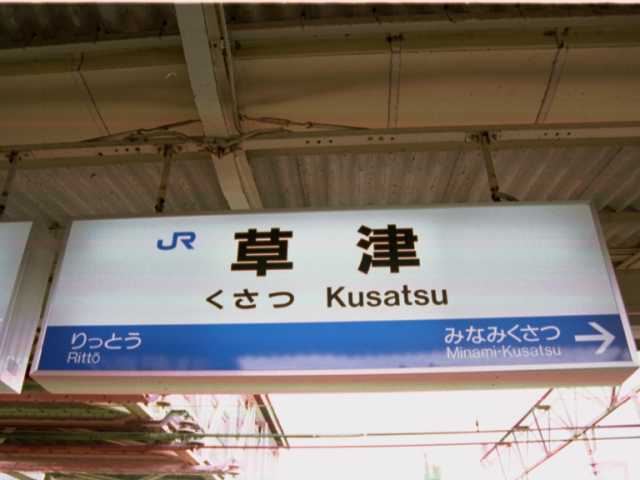 JR 草津
くさつ Kusatsu
りっとう みなみくさつ →
Rittō Minami-Kusatsu